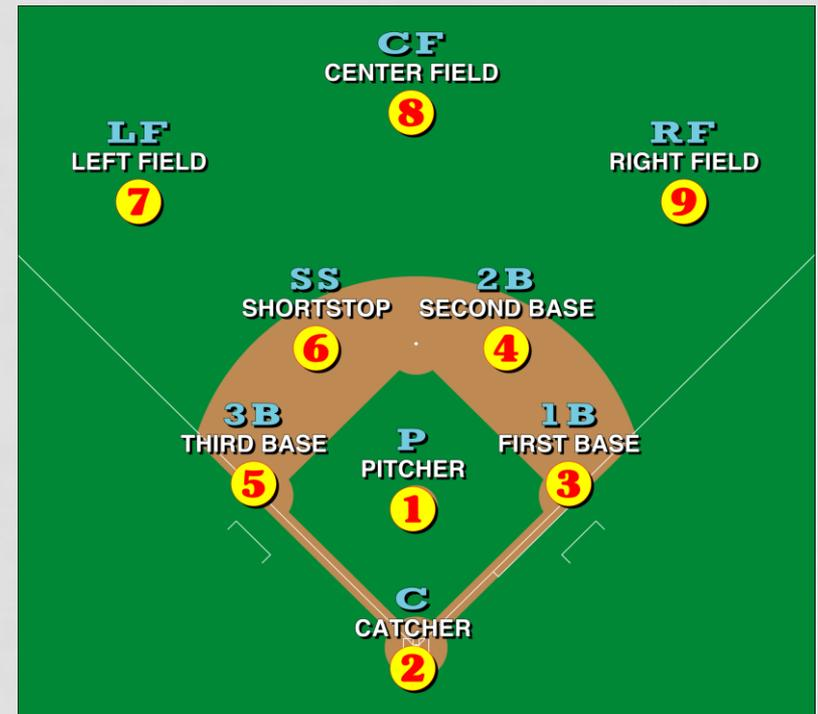 CF
CENTER FIELD
8
LF
LEFT FIELD
7
RF
RIGHT FIELD
9
SS
SHORTSTOP
6
2B
SECOND BASE
4
3B
THIRD BASE
5
P
PITCHER
1
1B
FIRST BASE
3
C
CATCHER
2